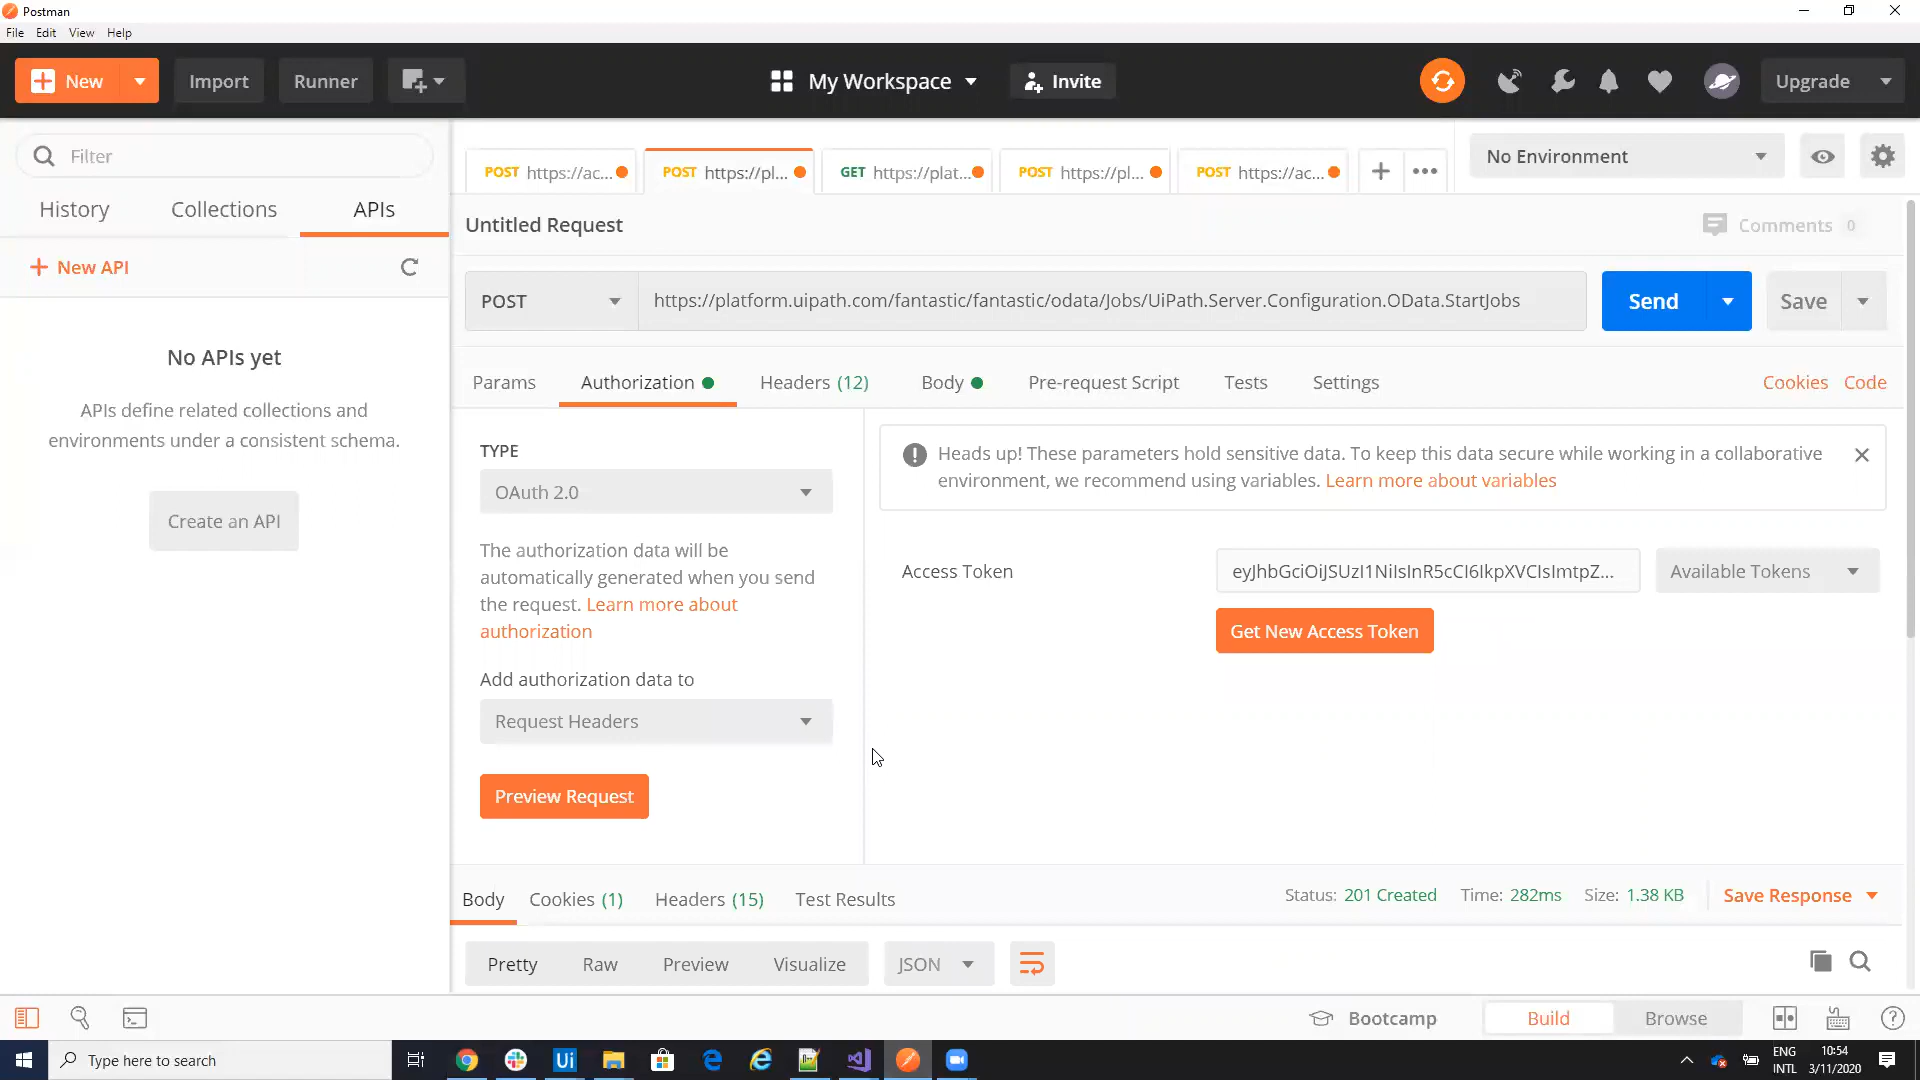 Postman
File Edit View Help
New Import Runner My Workspace Invite Upgrade
Filter
History Collections APIs
New API
No APIs yet
APIs define related collections and
environments under a consistent schema.
Create an API
POST https://ac... POST https://pl... GET https://plat... POST https://pl... POST https://ac...
No Environment
Untitled Request
Comments 0
POST https://platform.uipath.com/fantastic/fantastic/odata/Jobs/UiPath.Server.Configuration.OData.StartJobs Send Save
Params Authorization Headers (12) Body Pre-request Script Tests Settings Cookies Code
TYPE
OAuth 2.0
The authorization data will be
automatically generated when you send
the request. Learn more about
authorization
Add authorization data to
Request Headers
Preview Request
Heads up! These parameters hold sensitive data. To keep this data secure while working in a collaborative
environment, we recommend using variables. Learn more about variables
Access Token eyJhbGciOiJSUzI1NiIsInR5cCI6IkpXVCIsImtpZ... Available Tokens
Get New Access Token
Body Cookies (1) Headers (15) Test Results Status: 201 Created Time: 282ms Size: 1.38 KB Save Response
Pretty Raw Preview Visualize JSON
Bootcamp Build Browse
Type here to search
Ui
ENG
INTL
10:54
3/11/2020